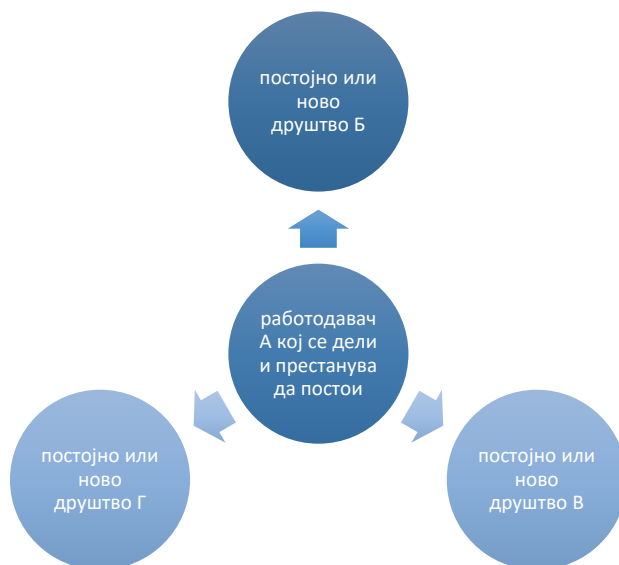 постојно или
ново
друштво Б
работодавач
А кој се дели
и престанува
да постои
постојно или
ново
друштво Г
постојно или
ново
друштво В